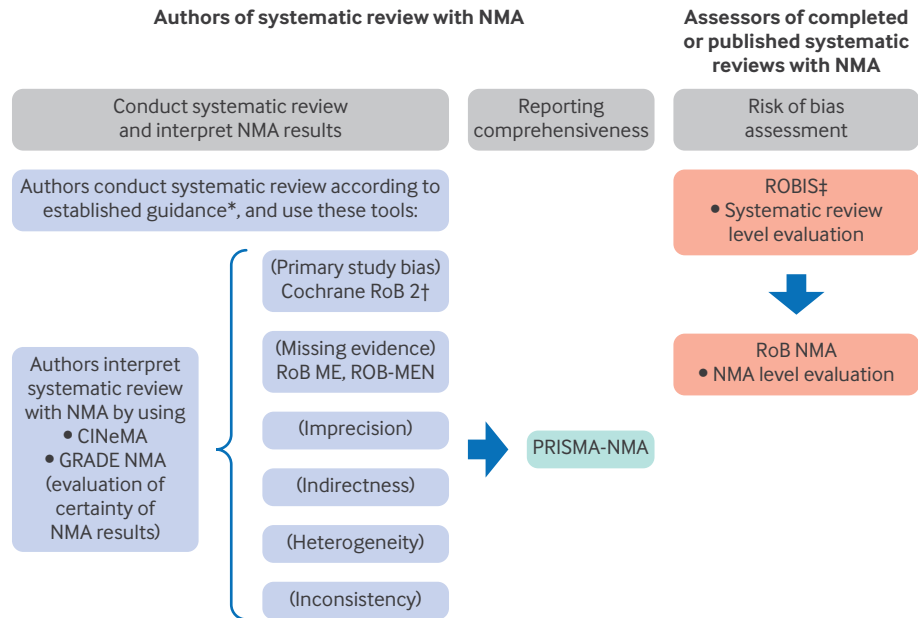 Authors of systematic review with NMA
Assessors of completed
or published systematic
reviews with NMA
Conduct systematic review
and interpret NMA results
Reporting
comprehensiveness
Risk of bias
assessment
Authors conduct systematic review according to
established guidance*, and use these tools:
Authors interpret
systematic review
with NMA by using
• CINeMA
• GRADE NMA
(evaluation of
certainty of
NMA results)
(Primary study bias)
Cochrane RoB 2†
(Missing evidence)
RoB ME, ROB-MEN
(Imprecision)
(Indirectness)
(Heterogeneity)
(Inconsistency)
PRISMA-NMA
ROBIS‡
• Systematic review
level evaluation
RoB NMA
• NMA level evaluation